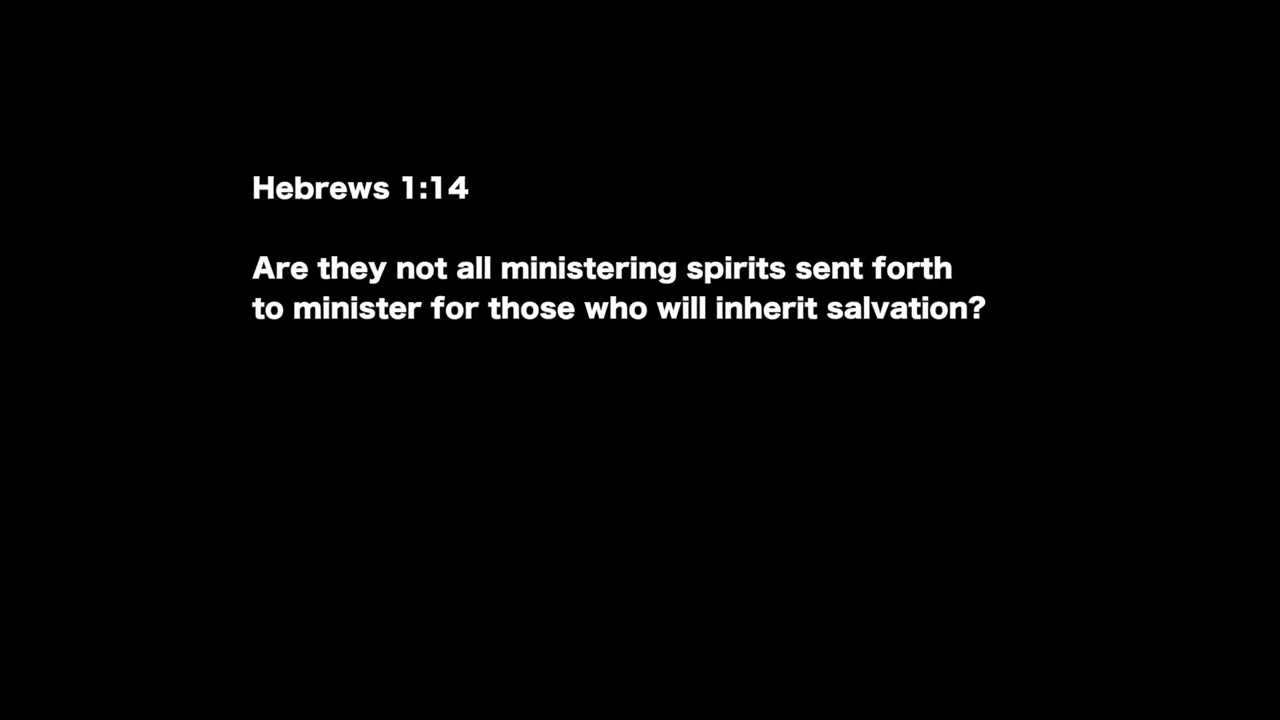 Hebrews 1:14
Are they not all ministering spirits sent forth
to minister for those who will inherit salvation?